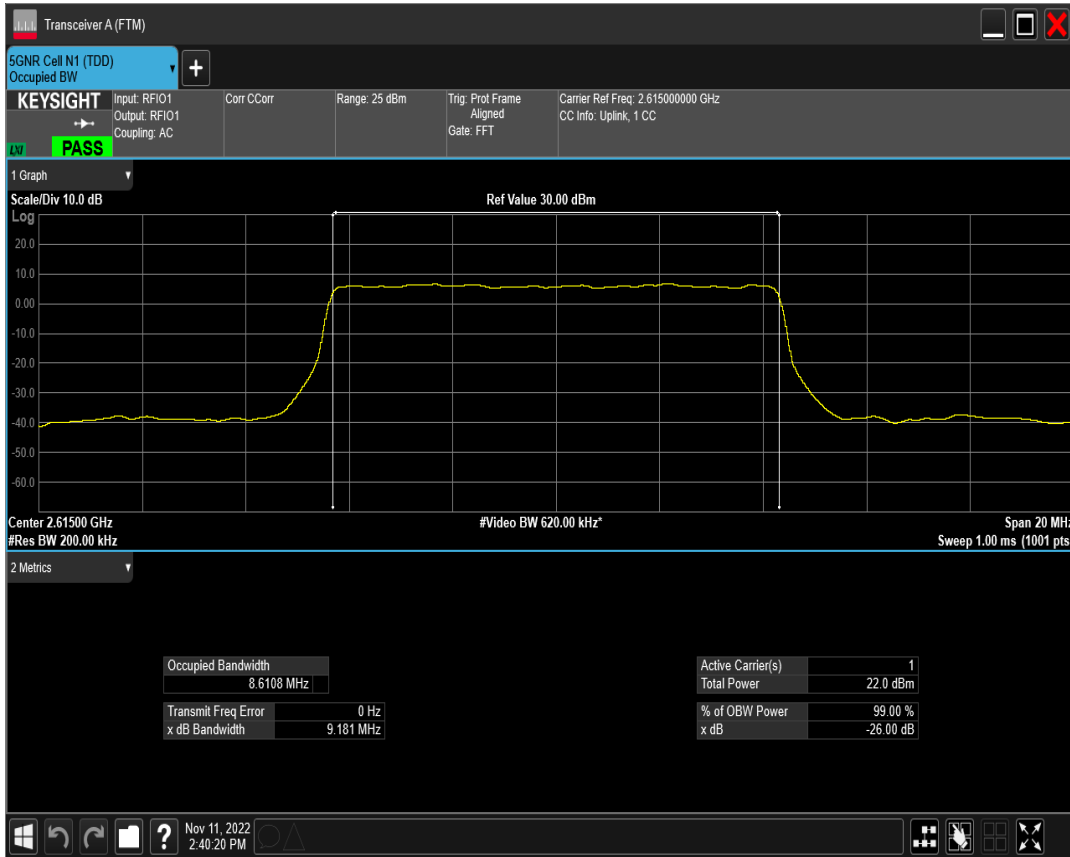 Transceiver A (FTM)
5GNR Cell N1 (TDD)
Occupied BW
+
KEYSIGHT
LXI
PASS
Input: RFIO1
Output: RFIO1
Coupling: AC
Corr CCorr
Range: 25 dBm
Trig: Prot Frame
Aligned
Gate: FFT
Carrier Ref Freq: 2.615000000 GHz
CC Info: Uplink, 1 CC
1 Graph
Scale/Div 10.0 dB
Ref Value 30.00 dBm
Log
20.0
10.0
0.00
-10.0
-20.0
-30.0
-40.0
-50.0
-60.0
Center 2.61500 GHz
#Video BW 620.00 kHz*
Span 20 MHz
#Res BW 200.00 kHz
Sweep 1.00 ms (1001 pts
2 Metrics
Occupied Bandwidth
8.6108 MHz
Transmit Freq Error 0 Hz
x dB Bandwidth 9.181 MHz
Active Carrier(s) 1
Total Power 22.0 dBm
% of OBW Power 99.00 %
x dB -26.00 dB
?
Nov 11, 2022
2:40:20 PM